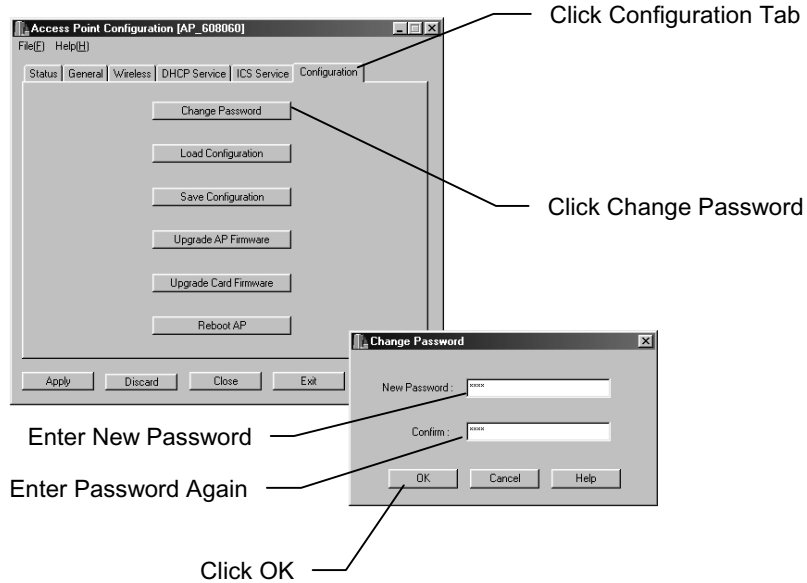 Click Configuration Tab
Access Point Configuration [AP_608060]
File(F) Help(H)
Status General Wireless DHCP Service ICS Service Configuration
Change Password
Load Configuration
Save Configuration
Click Change Password
Upgrade AP Firmware
Upgrade Card Firmware
Reboot AP
Apply Discard Close Exit
Change Password
New Password : ××××
Enter New Password
Confirm : ××××
Enter Password Again
OK Cancel Help
Click OK